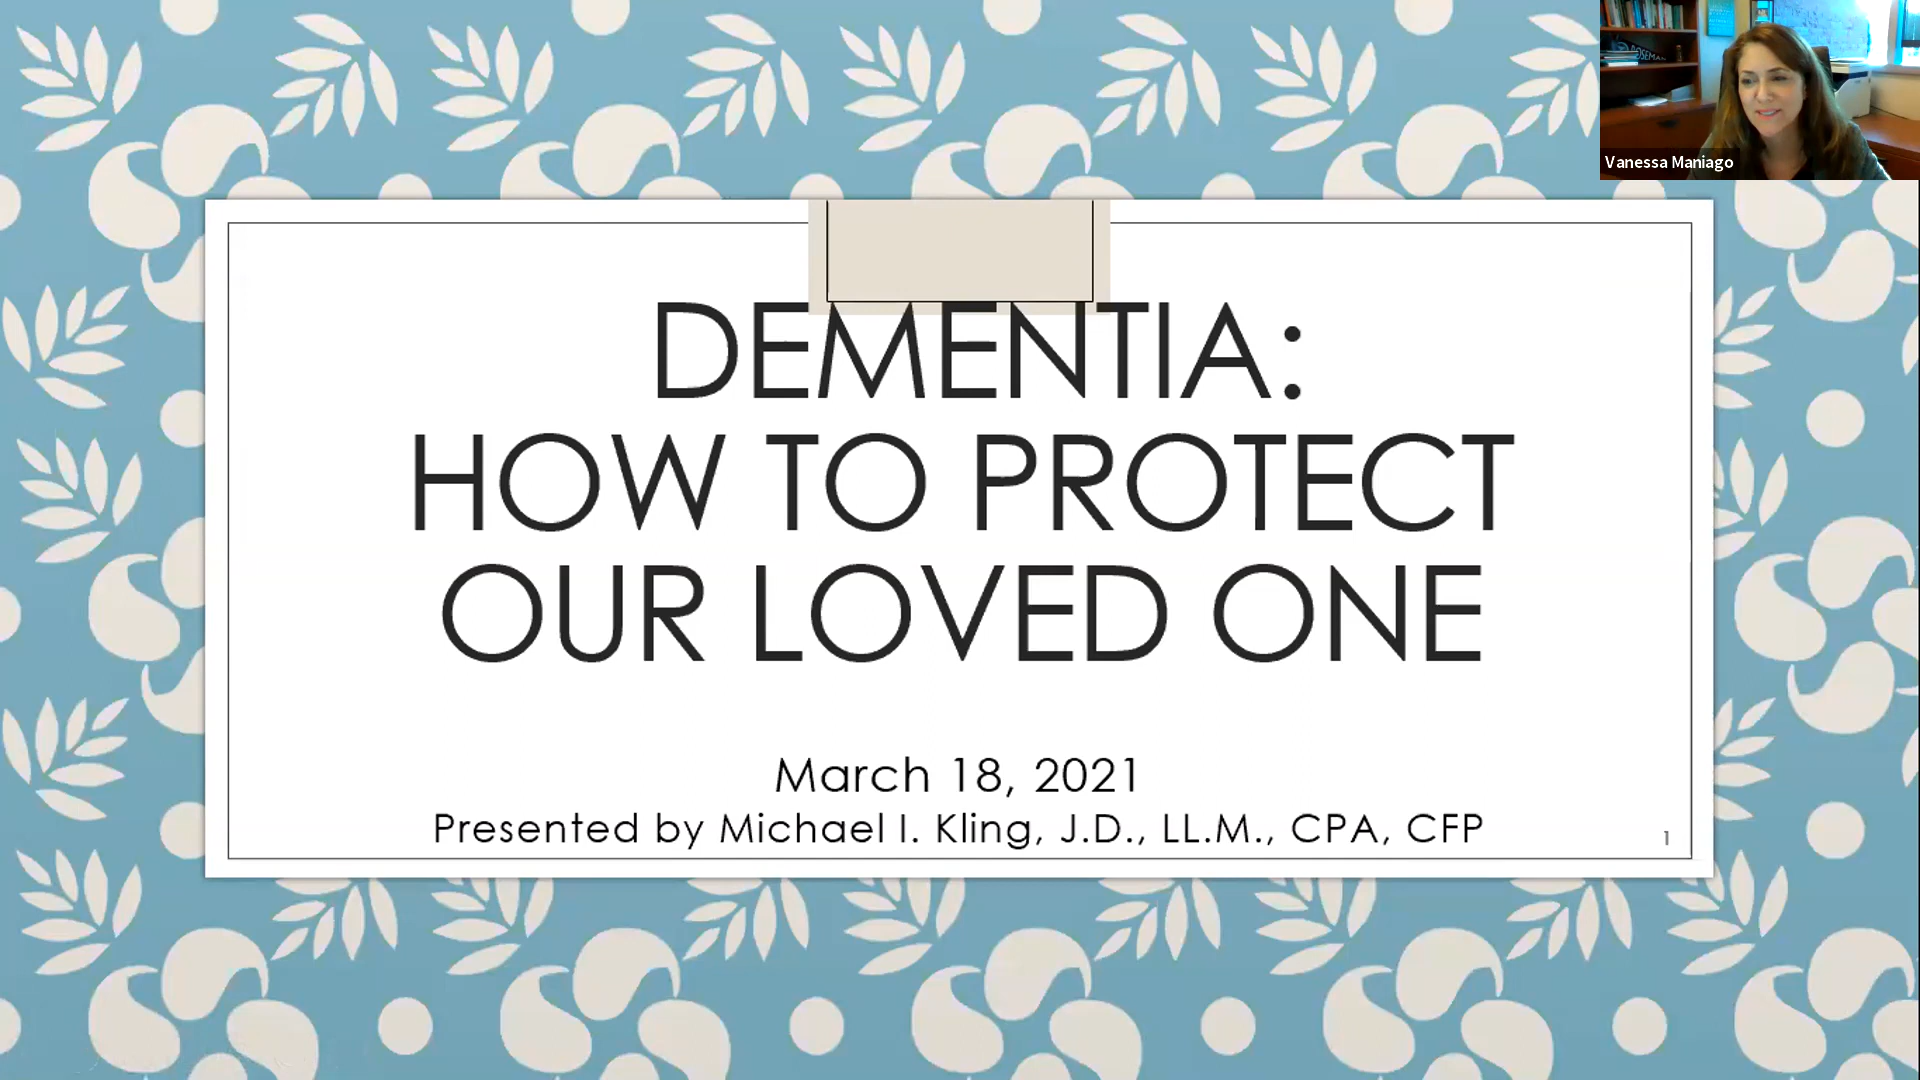 Vanessa Maniago
DEMENTIA:
HOW TO PROTECT
OUR LOVED ONE
March 18, 2021
Presented by Michael I. Kling, J.D., LL.M., CPA, CFP
1